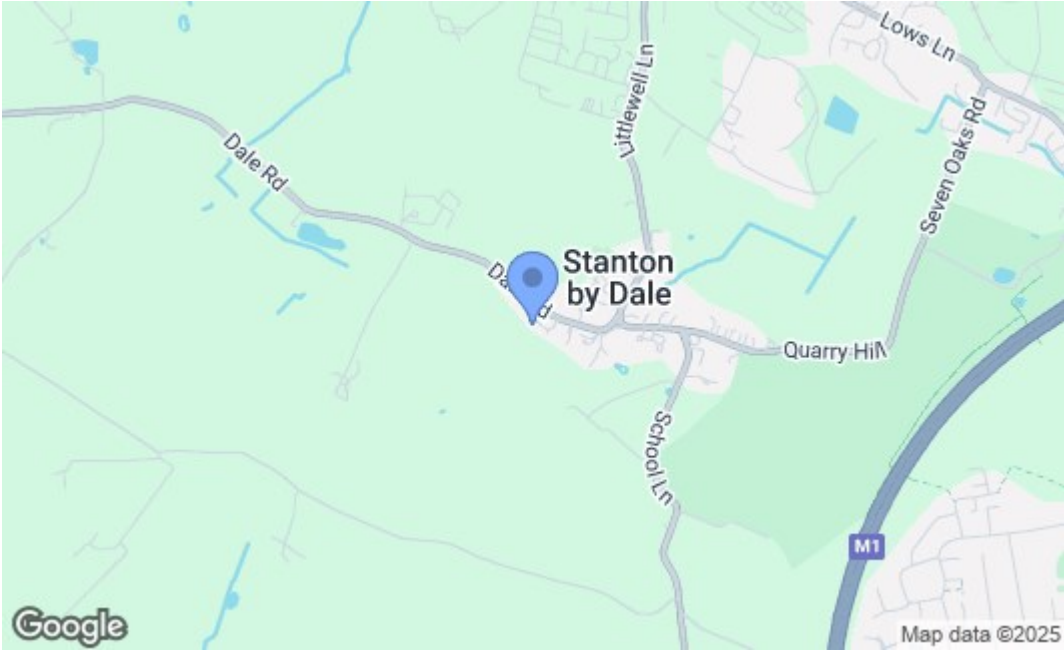 Lows Ln
Littlewell Ln
Seven Oaks Rd
Dale Rd
Stanton
by Dale
Quarry Hill
School Ln
M1
Google
Map data ©2025